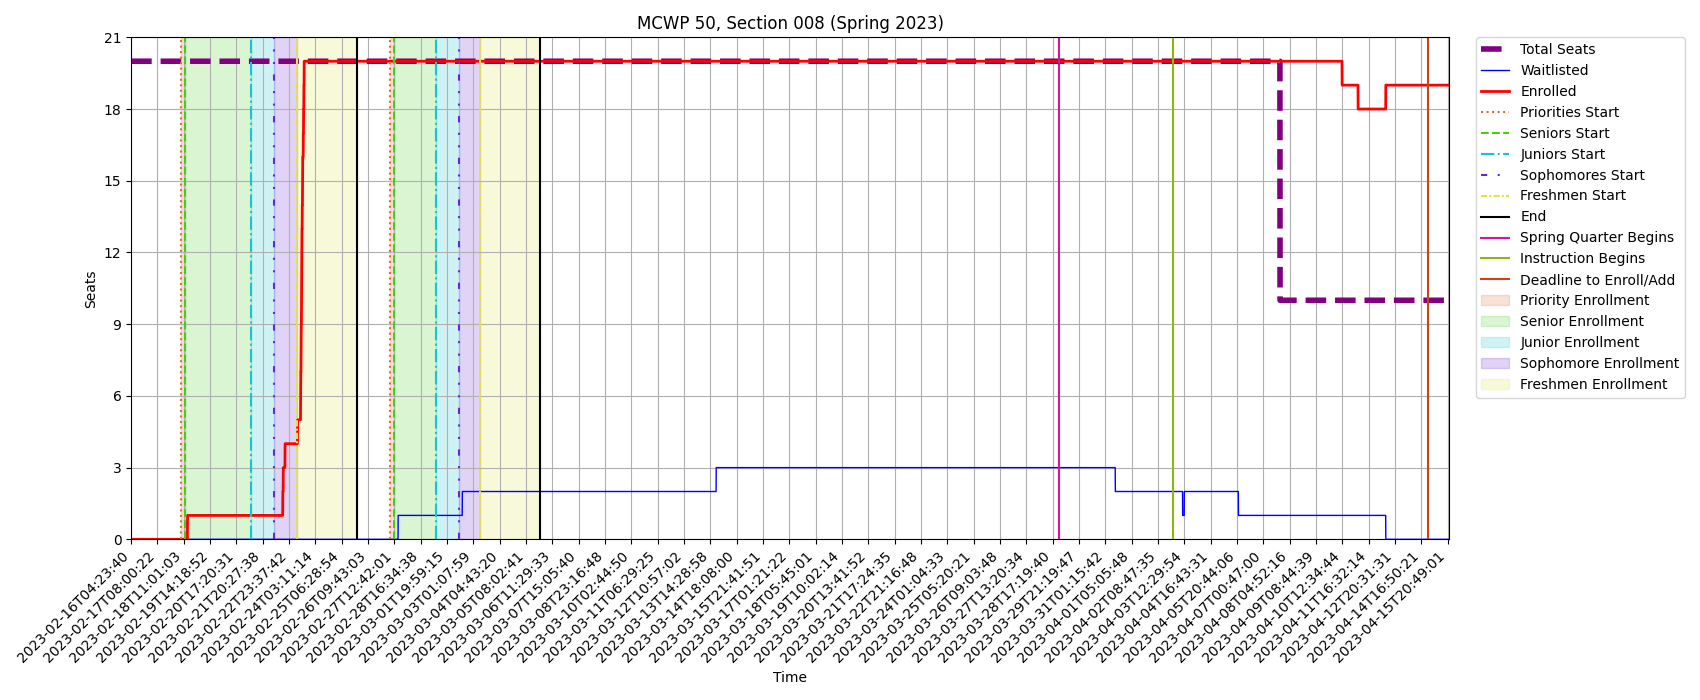 MCWP 50, Section 008 (Spring 2023)
21
18
15
12
9
6
3
0
Seats
2023-02-16T04:23:40
2023-02-17T08:00:22
2023-02-18T11:01:03
2023-02-19T14:18:52
2023-02-20T17:20:31
2023-02-21T20:27:38
2023-02-22T23:37:42
2023-02-24T03:11:14
2023-02-25T06:28:54
2023-02-26T09:43:03
2023-02-27T12:42:01
2023-02-28T16:34:38
2023-03-01T19:59:15
2023-03-03T01:07:59
2023-03-04T04:43:20
2023-03-05T08:02:41
2023-03-06T11:29:33
2023-03-07T15:05:40
2023-03-08T23:16:48
2023-03-10T02:44:50
2023-03-11T06:29:25
2023-03-12T10:57:02
2023-03-13T14:28:58
2023-03-14T18:08:00
2023-03-15T21:41:51
2023-03-17T01:21:22
2023-03-18T05:45:01
2023-03-19T10:02:14
2023-03-20T13:41:52
2023-03-21T17:24:35
2023-03-22T21:16:48
2023-03-24T01:04:33
2023-03-25T05:20:21
2023-03-26T09:03:48
2023-03-27T13:20:34
2023-03-28T17:19:40
2023-03-29T21:19:47
2023-03-31T01:15:42
2023-04-01T05:05:48
2023-04-02T08:47:35
2023-04-03T12:29:54
2023-04-04T16:43:31
2023-04-05T20:44:06
2023-04-07T00:47:00
2023-04-08T04:52:16
2023-04-09T08:44:39
2023-04-10T12:34:44
2023-04-11T16:32:14
2023-04-12T20:31:31
2023-04-14T16:50:21
2023-04-15T20:49:01
Time
Total Seats
Waitlisted
Enrolled
Priorities Start
Seniors Start
Juniors Start
Sophomores Start
Freshmen Start
End
Spring Quarter Begins
Instruction Begins
Deadline to Enroll/Add
Priority Enrollment
Senior Enrollment
Junior Enrollment
Sophomore Enrollment
Freshmen Enrollment